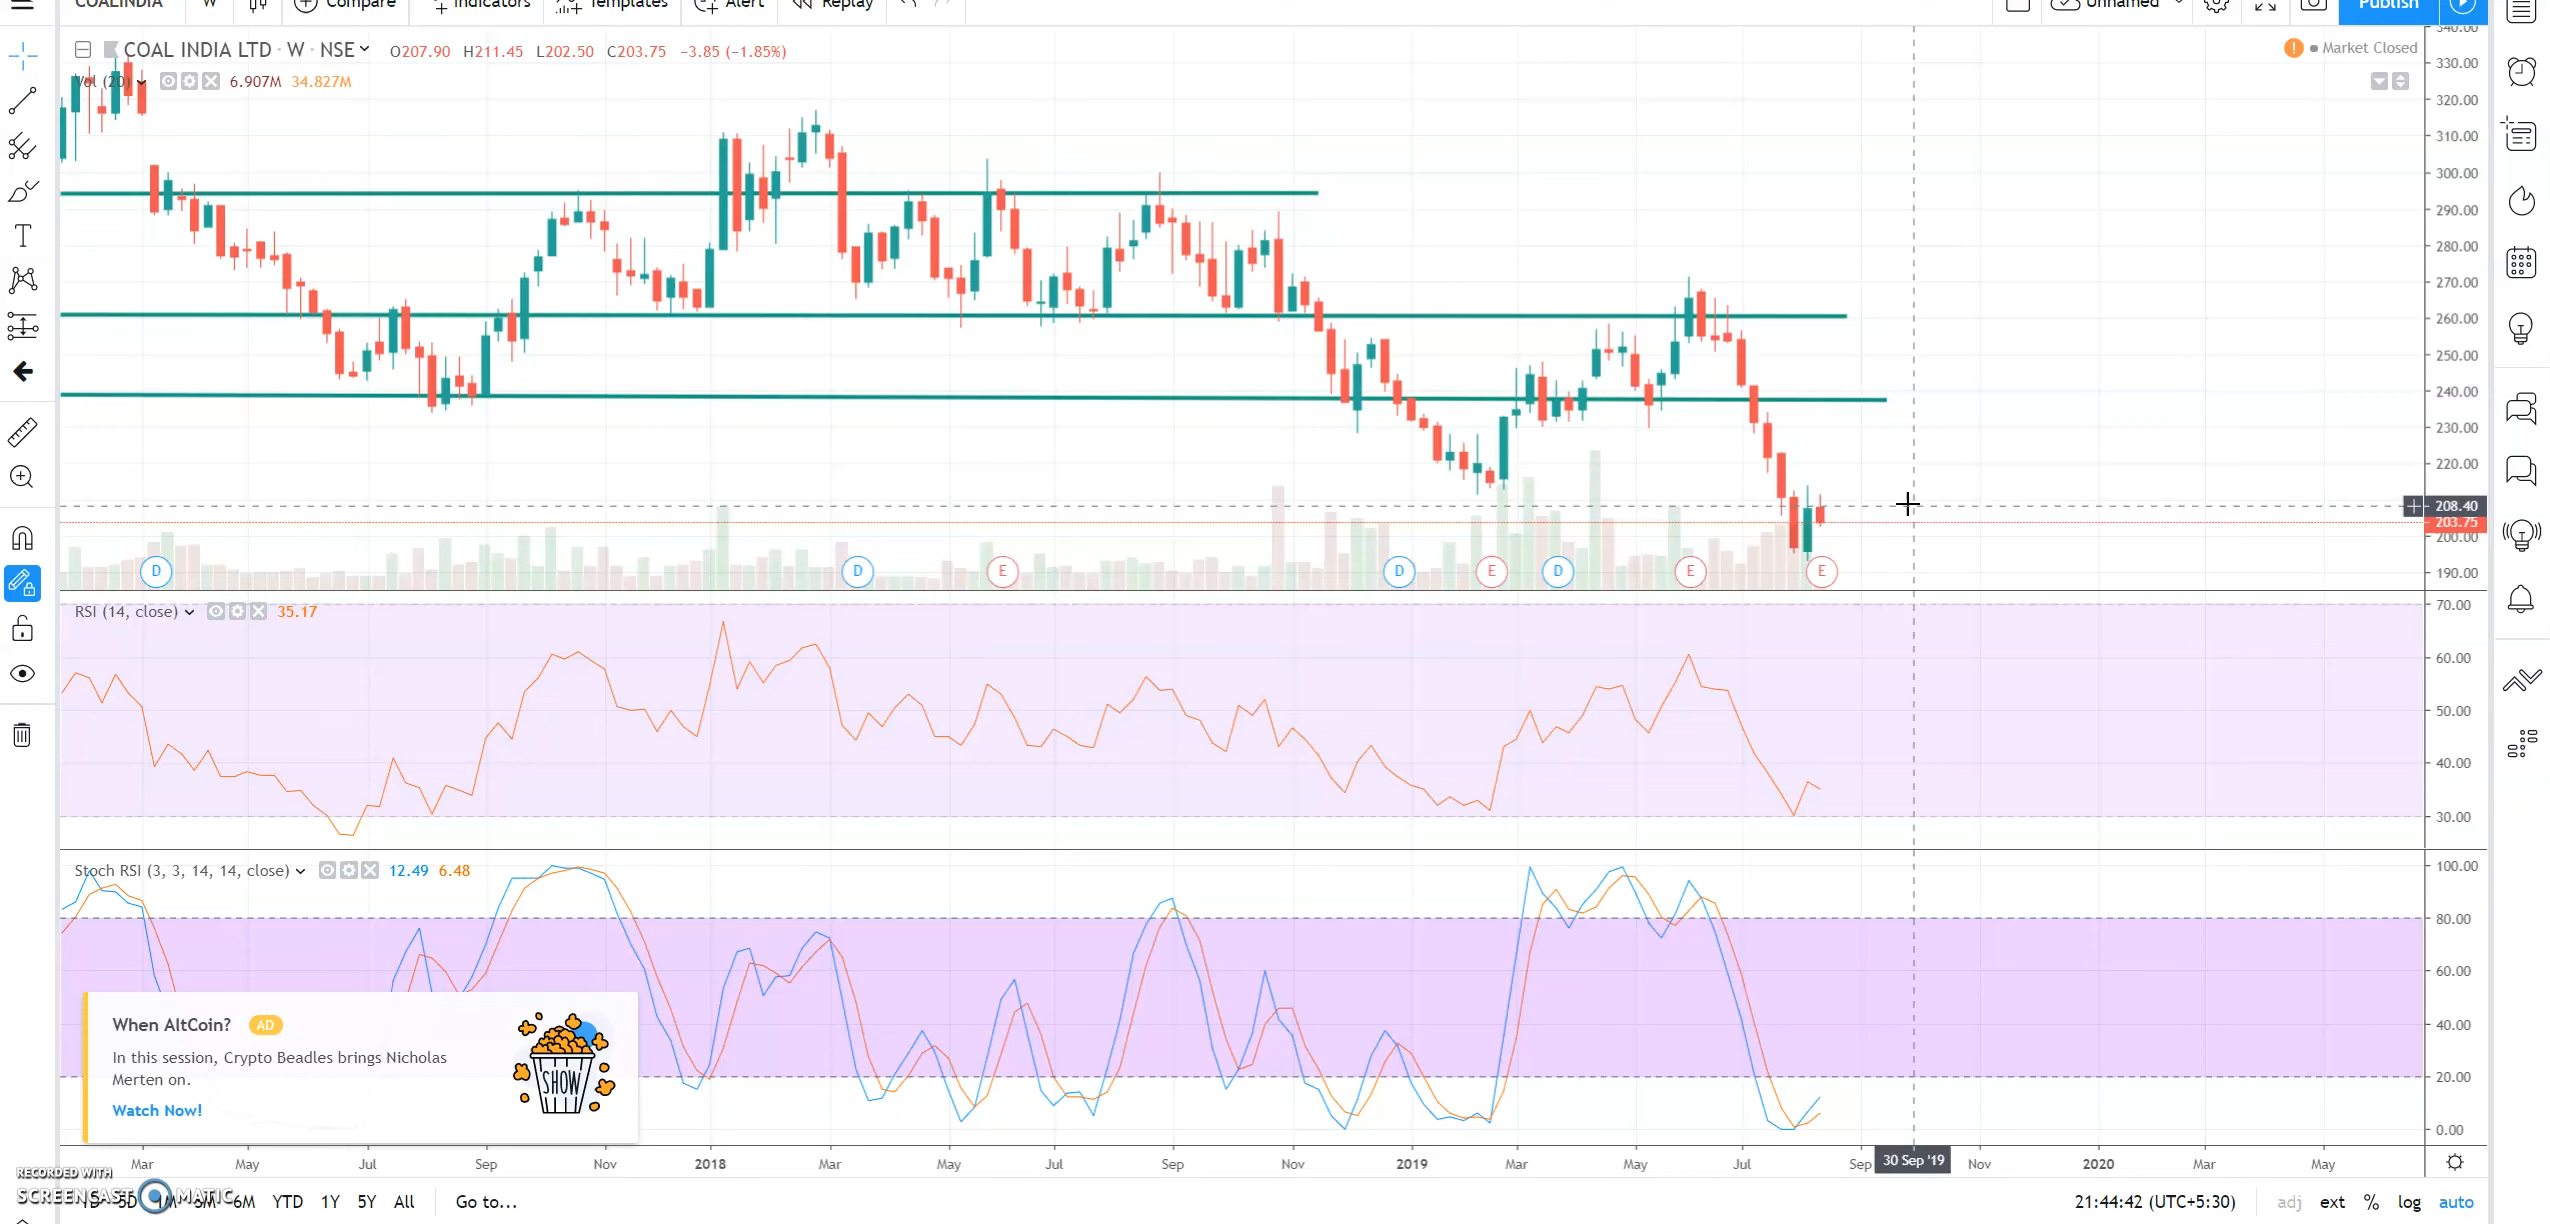 COALINDIA W Compare Indicators Templates Alert Replay Unnamed Publish
COAL INDIA LTD · W · NSE O207.90 H211.45 L202.50 C203.75 −3.85 (−1.85%)
Market Closed
Vol (20) 6.907M 34.827M
340.00
330.00
320.00
310.00
300.00
290.00
280.00
270.00
260.00
250.00
240.00
230.00
220.00
208.40
203.75
200.00
190.00
D D E D E D E E
RSI (14, close) 35.17
70.00
60.00
50.00
40.00
30.00
Stoch RSI (3, 3, 14, 14, close) 12.49 6.48
100.00
80.00
60.00
40.00
20.00
0.00
When AltCoin? AD
In this session, Crypto Beadles brings Nicholas
Merten on.
Watch Now!
SHOW
Mar May Jul Sep Nov 2018 Mar May Jul Sep Nov 2019 Mar May Jul Sep 30 Sep '19 Nov 2020 Mar May
RECORDED WITH
SCREENCAST MATIC
1D 5D 1M 3M 6M YTD 1Y 5Y All Go to...
21:44:42 (UTC+5:30) adj ext % log auto